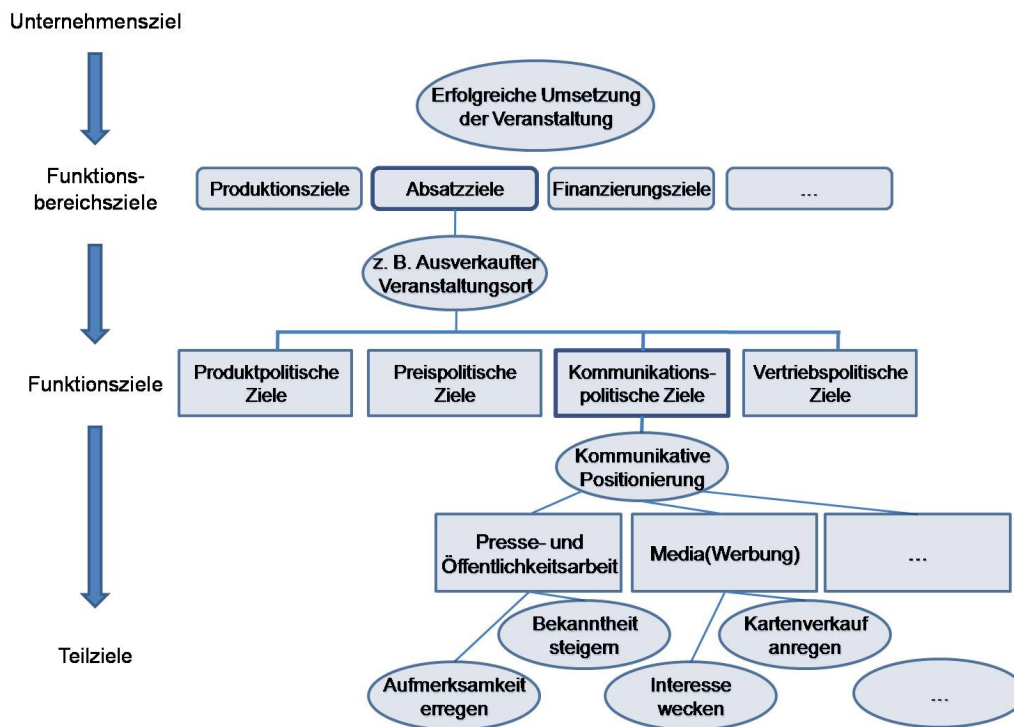 Unternehmensziel
Erfolgreiche Umsetzung
der Veranstaltung
Funktions-
bereichsziele
Produktionsziele
Absatzziele
Finanzierungsziele
...
z. B. Ausverkaufter
Veranstaltungsort
Funktionsziele
Produktpolitische
Ziele
Preispolitische
Ziele
Kommunikations-
politische Ziele
Vertriebspolitische
Ziele
Kommunikative
Positionierung
Presse- und
Öffentlichkeitsarbeit
Media(Werbung)
...
Teilziele
Bekanntheit
steigern
Kartenverkauf
anregen
Aufmerksamkeit
erregen
Interesse
wecken
...